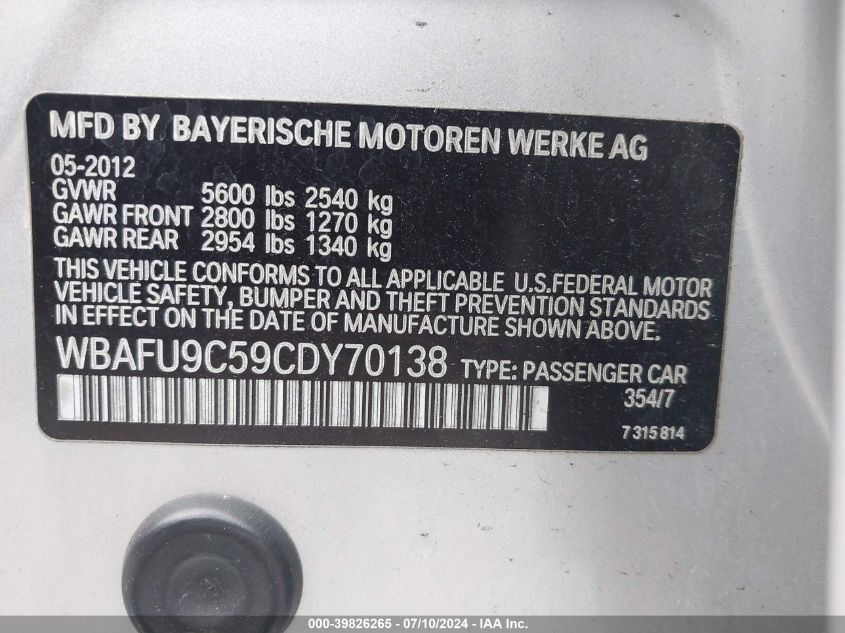 MFD BY BAYERISCHE MOTOREN WERKE AG
05-2012
GVWR 5600 lbs 2540 kg
GAWR FRONT 2800 lbs 1270 kg
GAWR REAR 2954 lbs 1340 kg
THIS VEHICLE CONFORMS TO ALL APPLICABLE U.S.FEDERAL MOTOR
VEHICLE SAFETY, BUMPER AND THEFT PREVENTION STANDARDS
IN EFFECT ON THE DATE OF MANUFACTURE SHOWN ABOVE.
WBAFU9C59CDY70138 TYPE: PASSENGER CAR
354/7
7 315 814
000-39826265 - 07/10/2024 - IAA Inc.